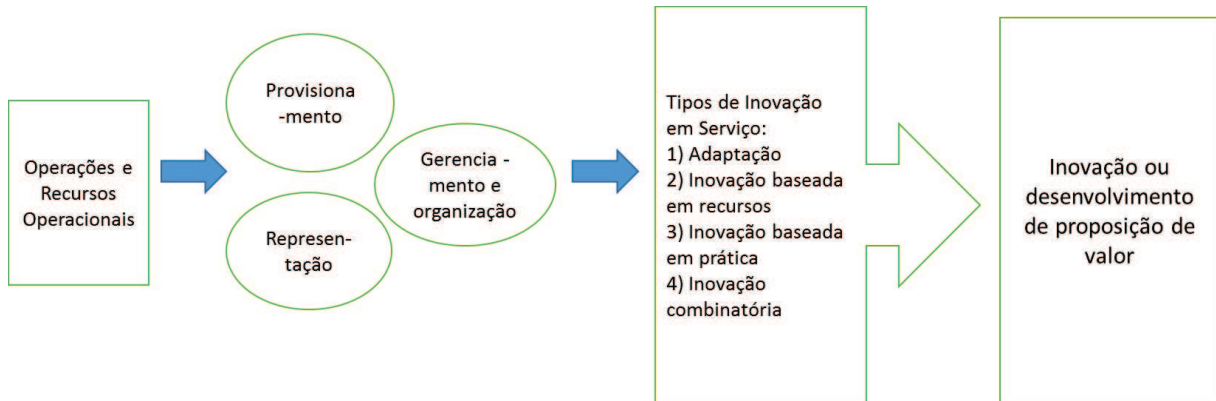 Operações e
Recursos
Operacionais
Provisiona
-mento
Gerencia -
mento e
organização
Represen-
tação
Tipos de Inovação
em Serviço:
1) Adaptação
2) Inovação baseada
em recursos
3) Inovação baseada
em prática
4) Inovação
combinatória
Inovação ou
desenvolvimento
de proposição de
valor